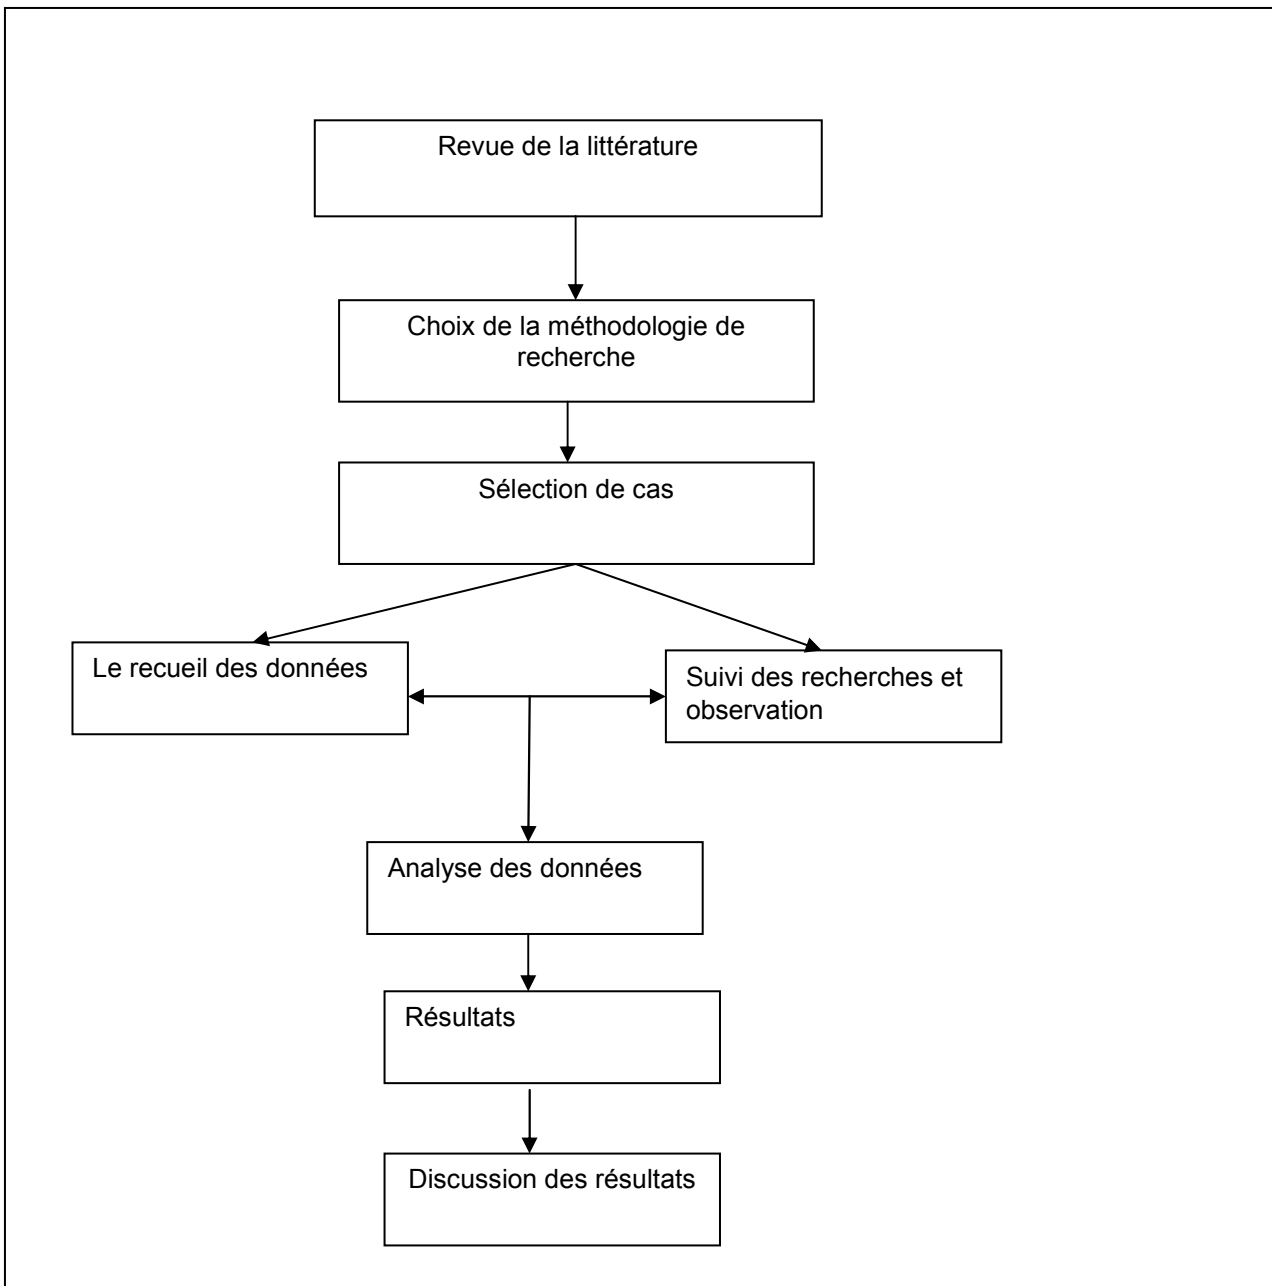 Revue de la littérature
Choix de la méthodologie de
recherche
Sélection de cas
Le recueil des données
Suivi des recherches et
observation
Analyse des données
Résultats
Discussion des résultats